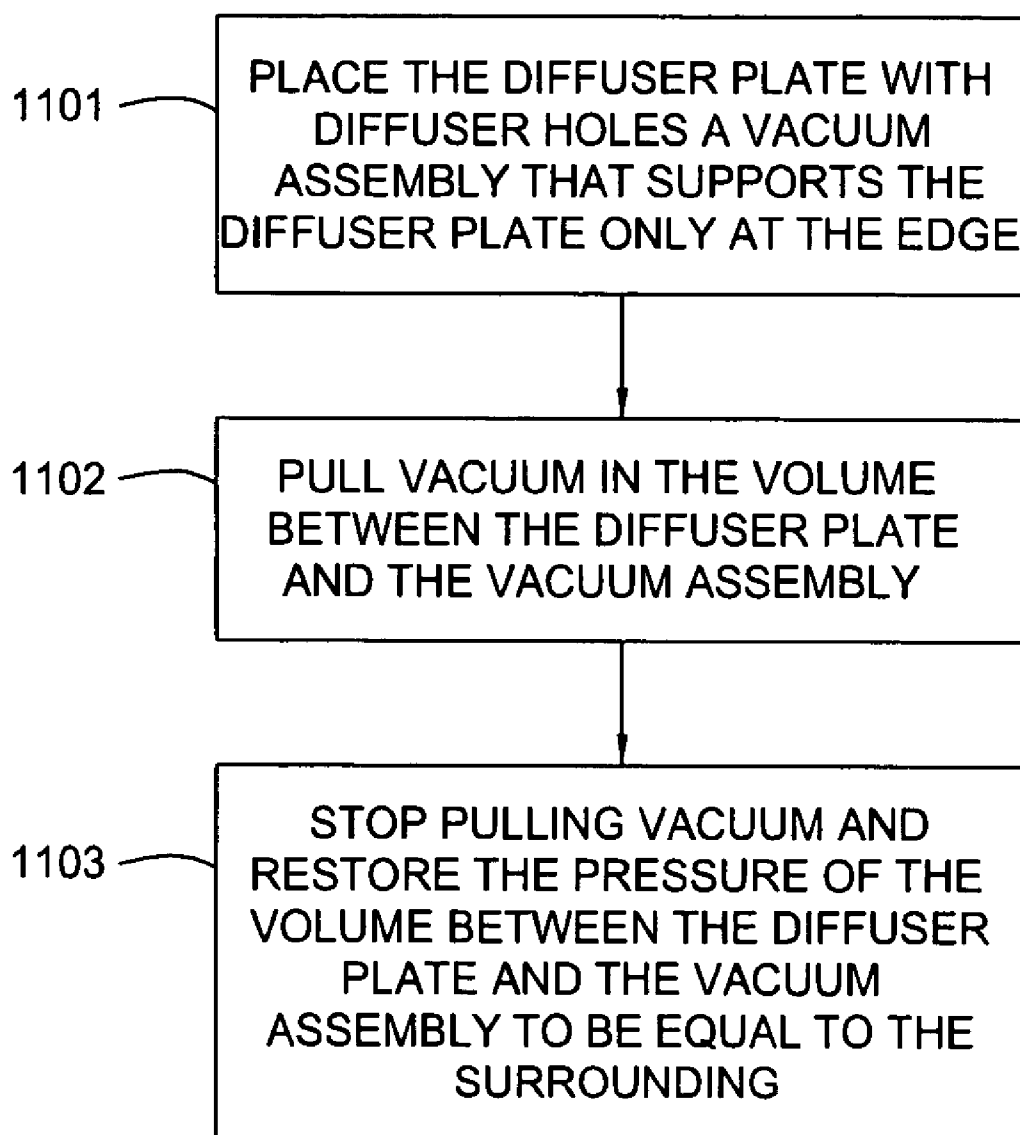 1101
PLACE THE DIFFUSER PLATE WITH
DIFFUSER HOLES A VACUUM
ASSEMBLY THAT SUPPORTS THE
DIFFUSER PLATE ONLY AT THE EDGE
1102
PULL VACUUM IN THE VOLUME
BETWEEN THE DIFFUSER PLATE
AND THE VACUUM ASSEMBLY
1103
STOP PULLING VACUUM AND
RESTORE THE PRESSURE OF THE
VOLUME BETWEEN THE DIFFUSER
PLATE AND THE VACUUM
ASSEMBLY TO BE EQUAL TO THE
SURROUNDING